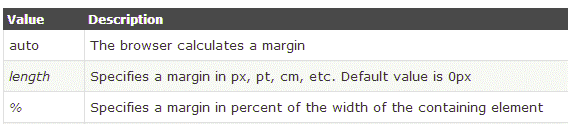 Value Description
auto The browser calculates a margin
length Specifies a margin in px, pt, cm, etc. Default value is 0px
% Specifies a margin in percent of the width of the containing element